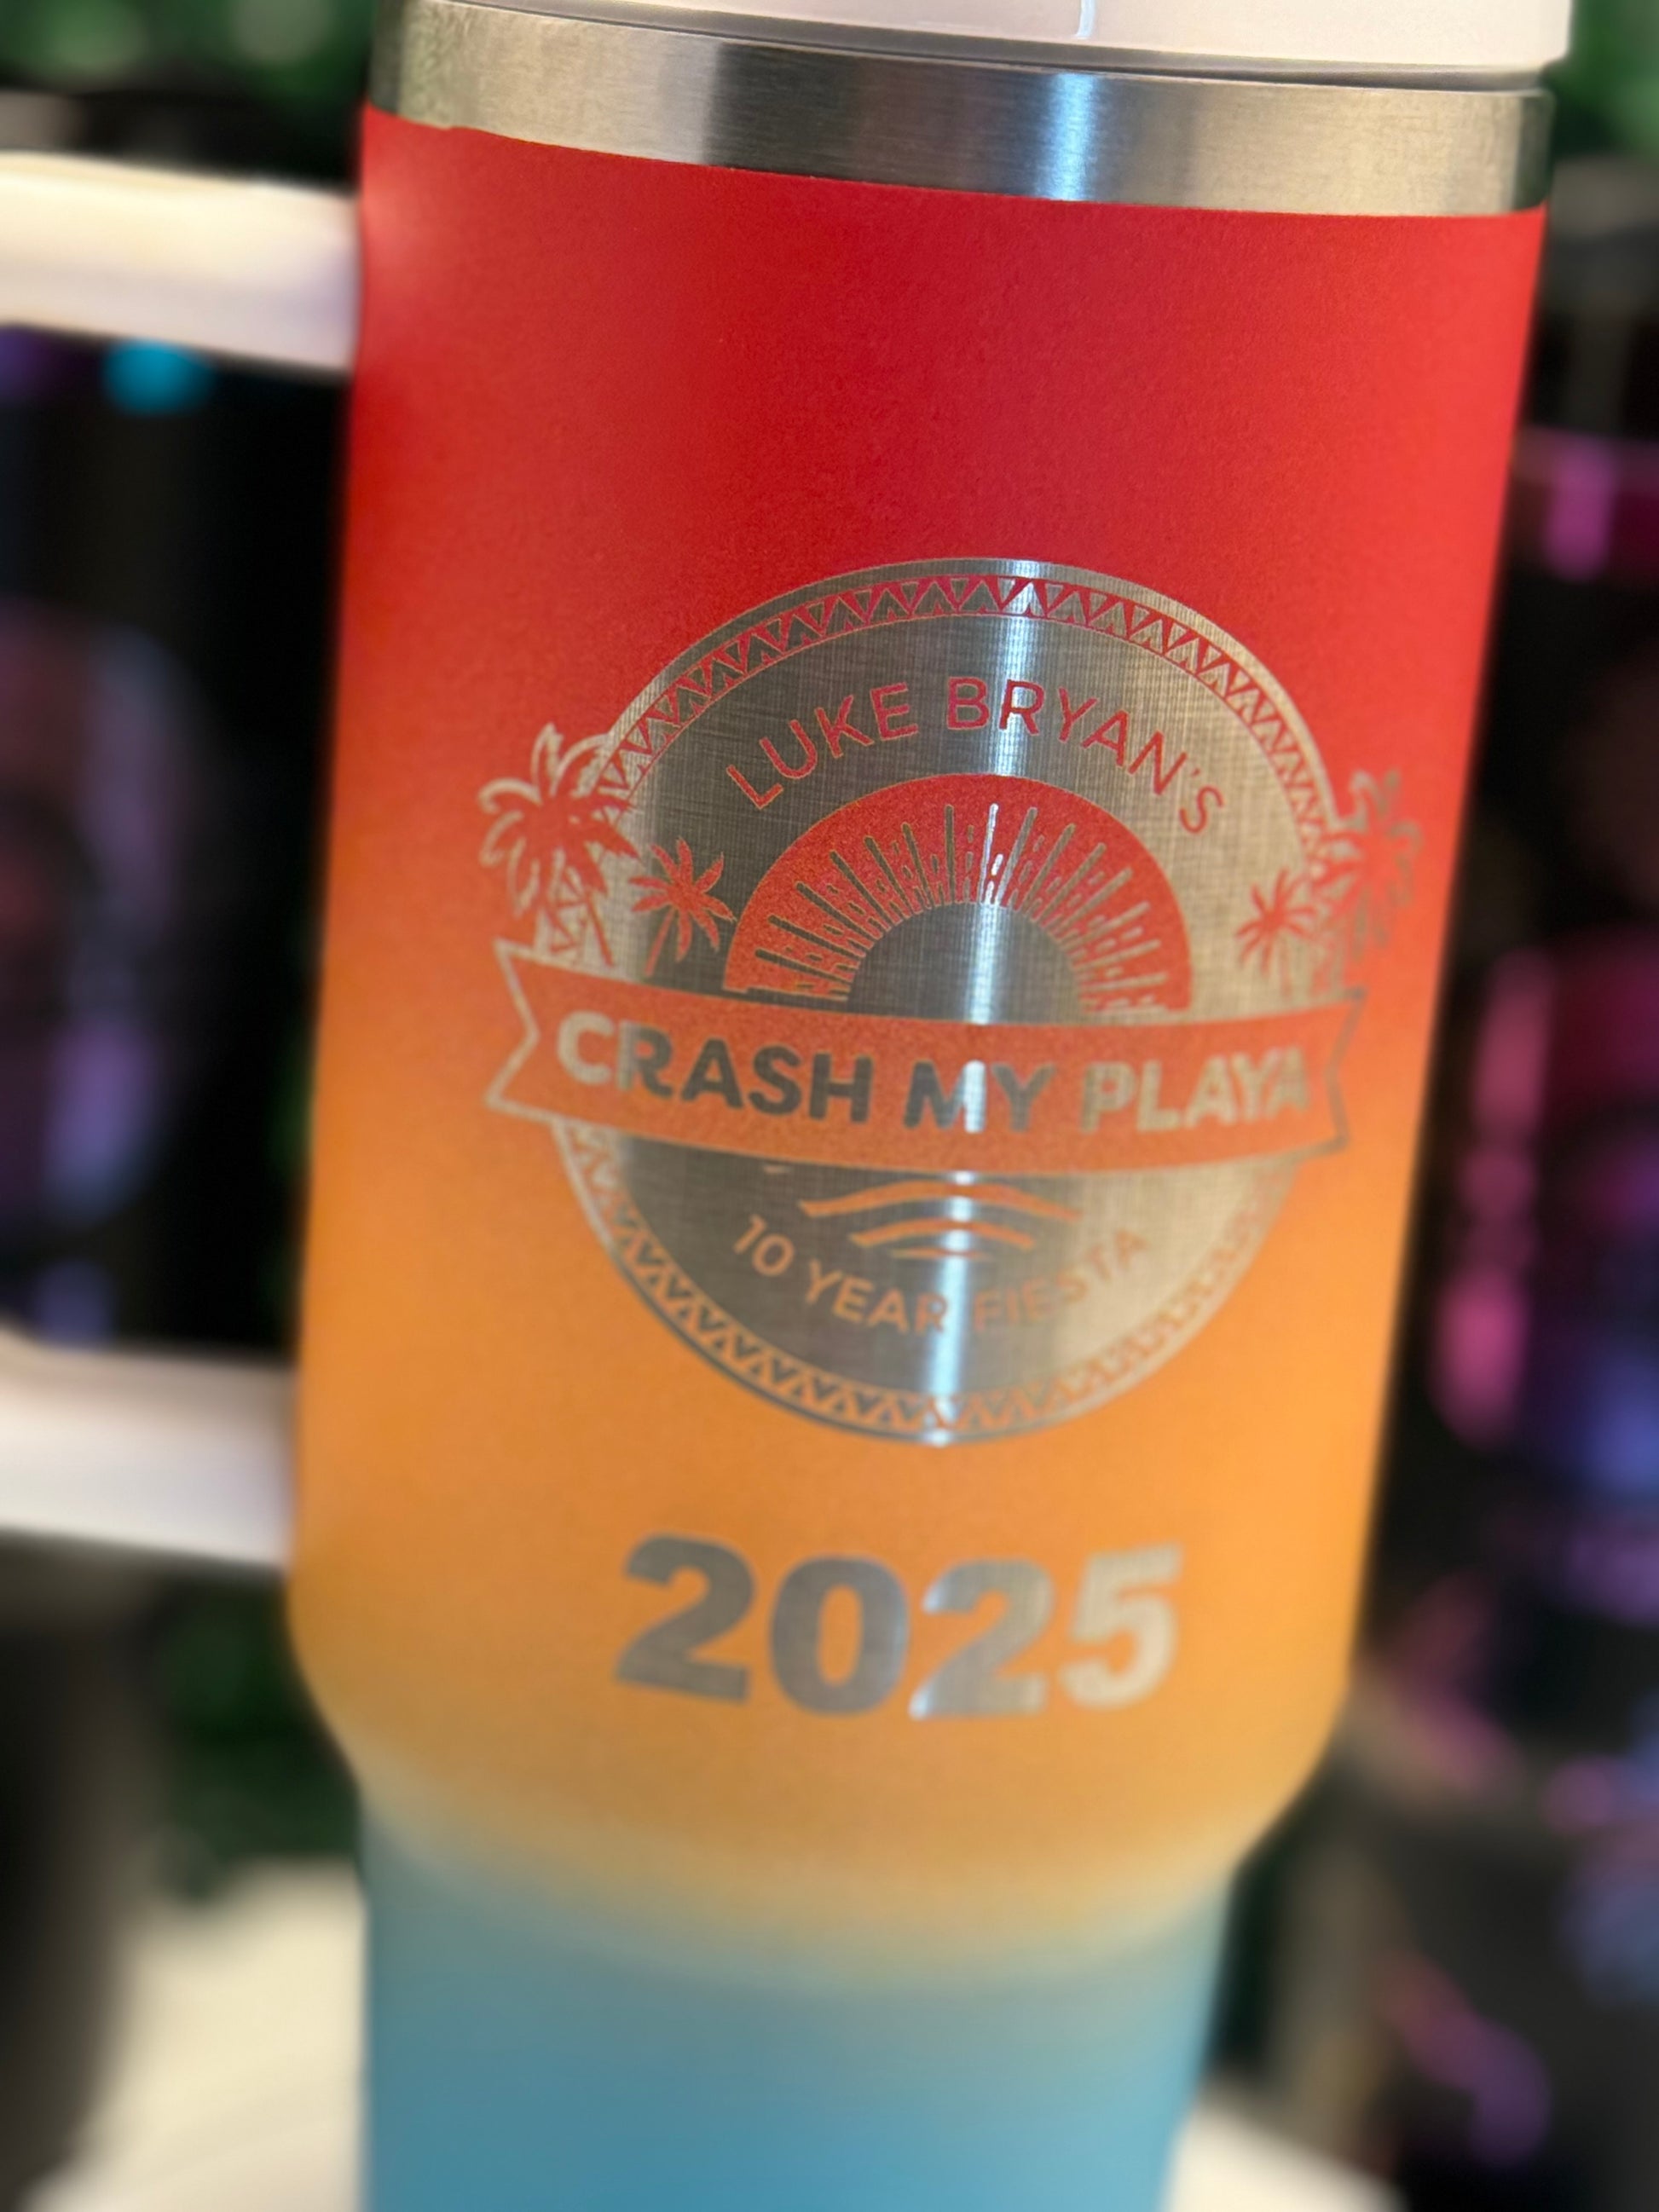 LUKE BRYAN'S
CRASH MY PLAYA
10 YEAR FIESTA
2025